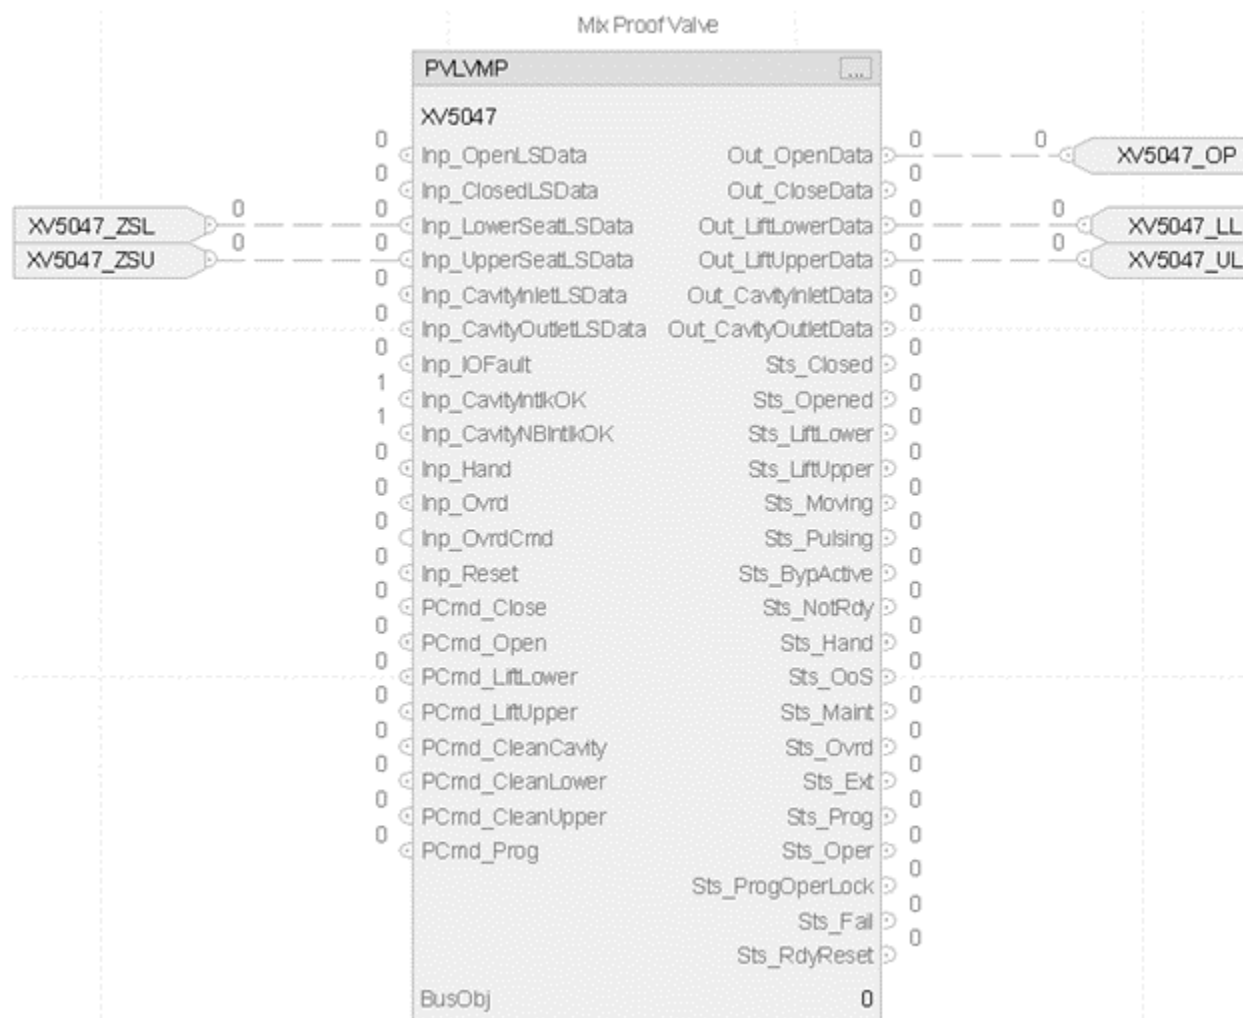 Mix Proof Valve
PVLVMP ...
XV5047
0 Inp_OpenLSData Out_OpenData 0 0 XV5047_OP
0 Inp_ClosedLSData Out_CloseData 0
XV5047_ZSL 0 0 Inp_LowerSeatLSData Out_LiftLowerData 0 0 XV5047_LL
XV5047_ZSU 0 0 Inp_UpperSeatLSData Out_LiftUpperData 0 0 XV5047_UL
0 Inp_CavityInletLSData Out_CavityInletData 0
0 Inp_CavityOutletLSData Out_CavityOutletData 0
0 Inp_IOFault Sts_Closed 0
1 Inp_CavityIntlkOK Sts_Opened 0
1 Inp_CavityNBIntlkOK Sts_LiftLower 0
0 Inp_Hand Sts_LiftUpper 0
0 Inp_Ovrd Sts_Moving 0
0 Inp_OvrdCmd Sts_Pulsing 0
0 Inp_Reset Sts_BypActive 0
0 PCmd_Close Sts_NotRdy 0
0 PCmd_Open Sts_Hand 0
0 PCmd_LiftLower Sts_OoS 0
0 PCmd_LiftUpper Sts_Maint 0
0 PCmd_CleanCavity Sts_Ovrd 0
0 PCmd_CleanLower Sts_Ext 0
0 PCmd_CleanUpper Sts_Prog 0
0 PCmd_Prog Sts_Oper 0
Sts_ProgOperLock 0
Sts_Fail 0
Sts_RdyReset 0
BusObj 0